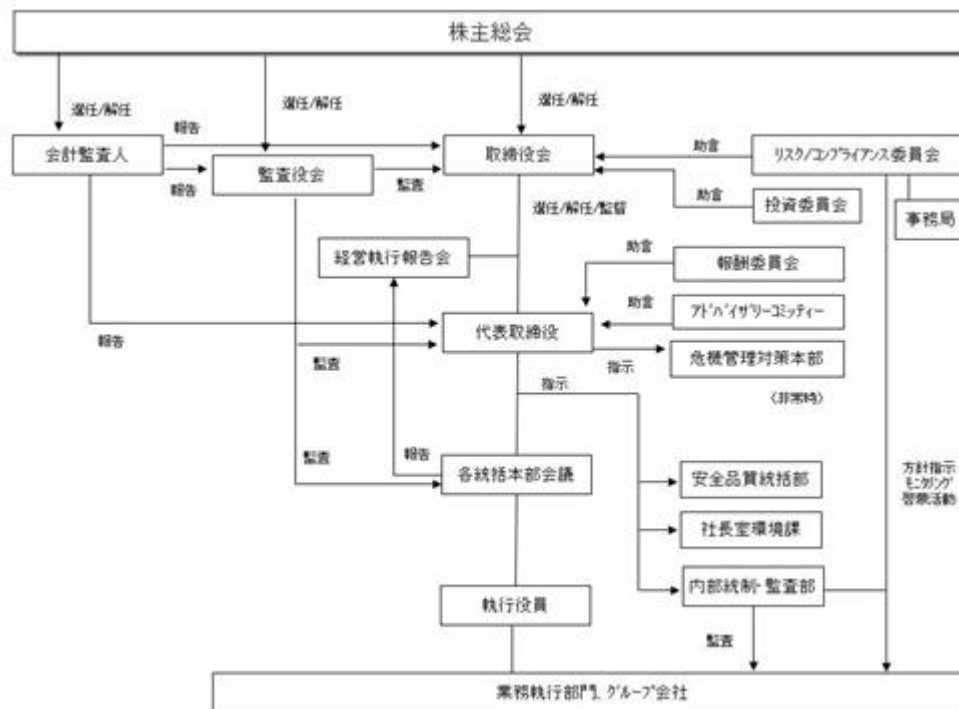 株主総会
選任/解任
選任/解任
選任/解任
会計監査人
報告
報告
監査役会
監査
取締役会
助言
リスク/コンプライアンス委員会
助言
投資委員会
事務局
選任/解任/監督
経営執行報告会
助言
報酬委員会
助言
アドバイザリーコミッティー
代表取締役
報告
監査
指示
危機管理対策本部
(非常時)
指示
監査
報告
各統括本部会議
安全品質統括部
社長室環境課
方針指示
モニタリング
啓蒙活動
執行役員
内部統制・監査部
監査
業務執行部門、グループ会社